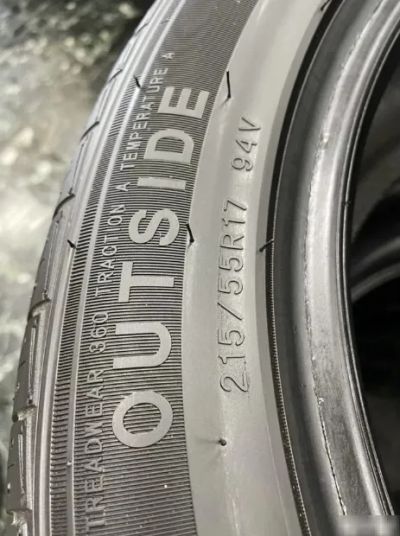 TREADWEAR 360 TRACTION A TEMPERATURE A
OUTSIDE
215/55R17 94V